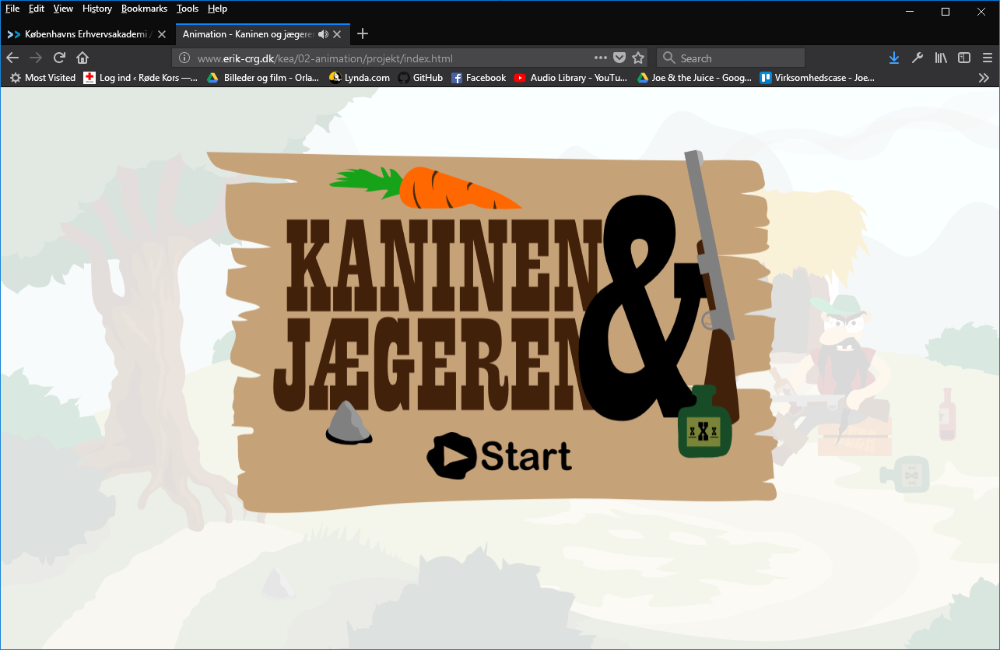 File Edit View History Bookmarks Tools Help
Københavns Erhvervsakademi / Animation - Kaninen og jægere
www.erik-crg.dk/kea/02-animation/projekt/index.html Search
Most Visited Log ind ‹ Røde Kors —... Billeder og film - Orla... Lynda.com GitHub Facebook Audio Library - YouTu... Joe & the Juice - Goog... Virksomhedscase - Joe...
KANINEN
&
JÆGEREN
XXX
Start